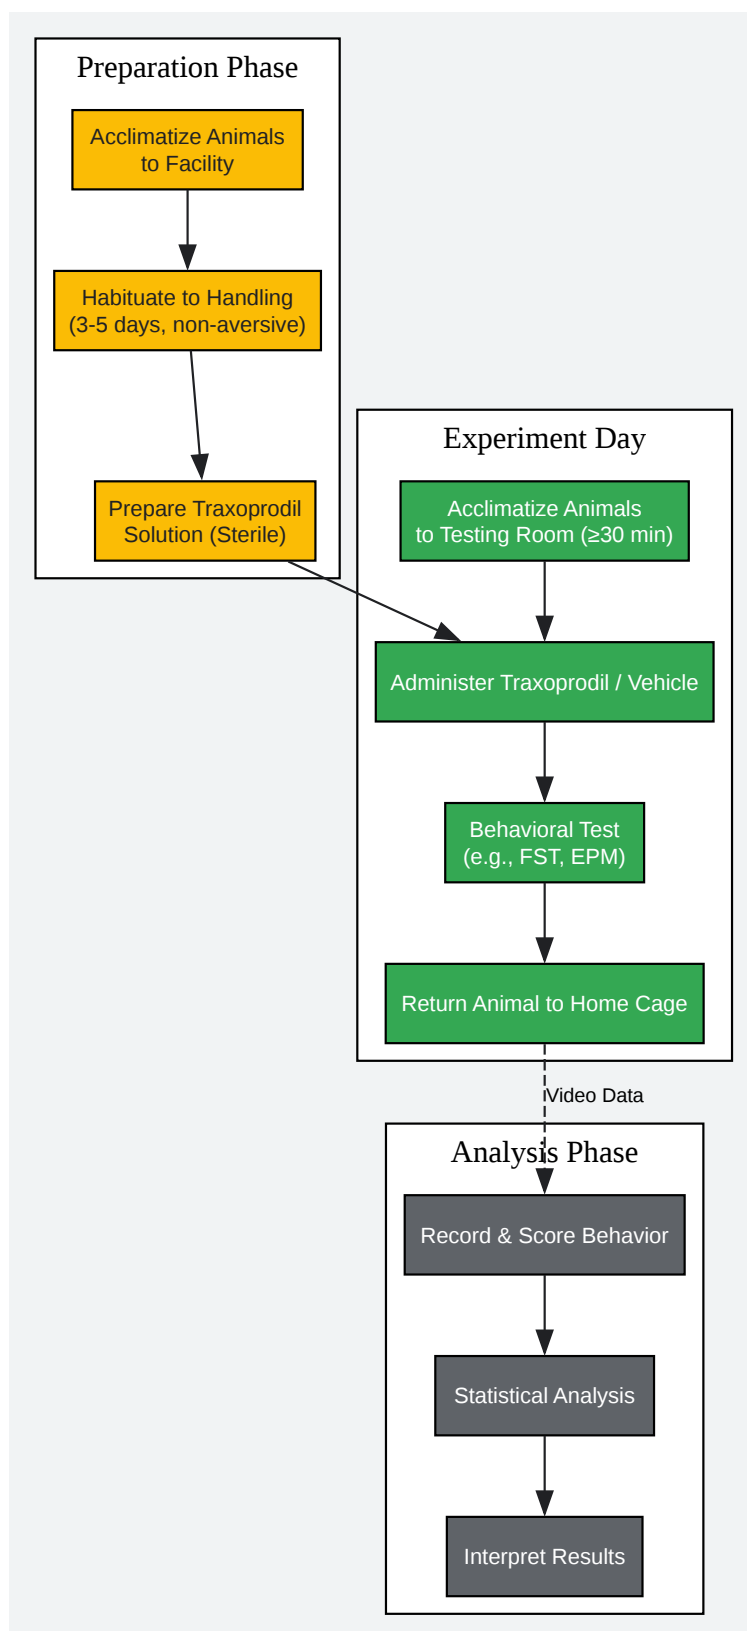 Preparation Phase
Acclimatize Animals
to Facility
Habituate to Handling
(3-5 days, non-aversive)
Prepare Traxoprodil
Solution (Sterile)
Experiment Day
Acclimatize Animals
to Testing Room (≥30 min)
Administer Traxoprodil / Vehicle
Behavioral Test
(e.g., FST, EPM)
Return Animal to Home Cage
Video Data
Analysis Phase
Record & Score Behavior
Statistical Analysis
Interpret Results